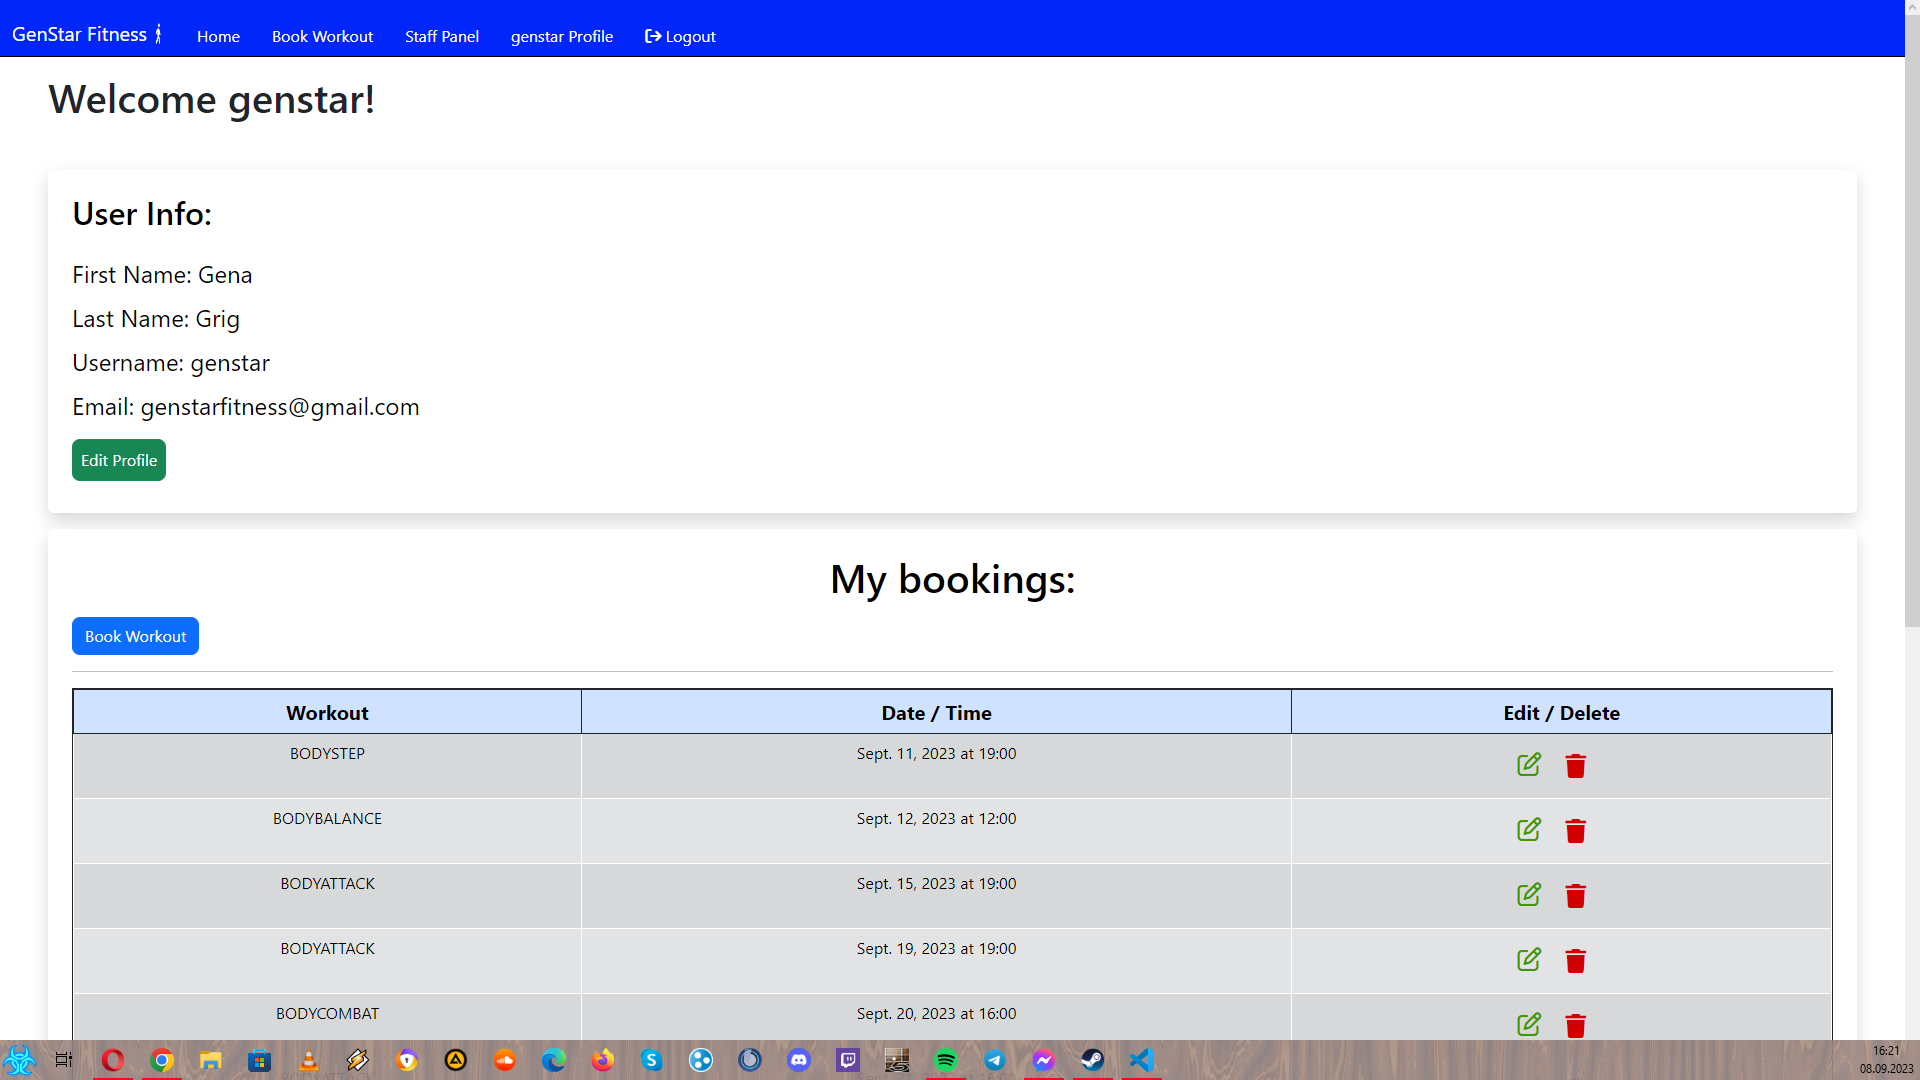 GenStar Fitness
Home
Book Workout
Staff Panel
genstar Profile
Logout
Welcome genstar!
User Info:
First Name: Gena
Last Name: Grig
Username: genstar
Email: genstarfitness@gmail.com
Edit Profile
My bookings:
Book Workout
Workout Date / Time Edit / Delete
BODYSTEP Sept. 11, 2023 at 19:00
BODYBALANCE Sept. 12, 2023 at 12:00
BODYATTACK Sept. 15, 2023 at 19:00
BODYATTACK Sept. 19, 2023 at 19:00
BODYCOMBAT Sept. 20, 2023 at 16:00
16:21
08.09.2023